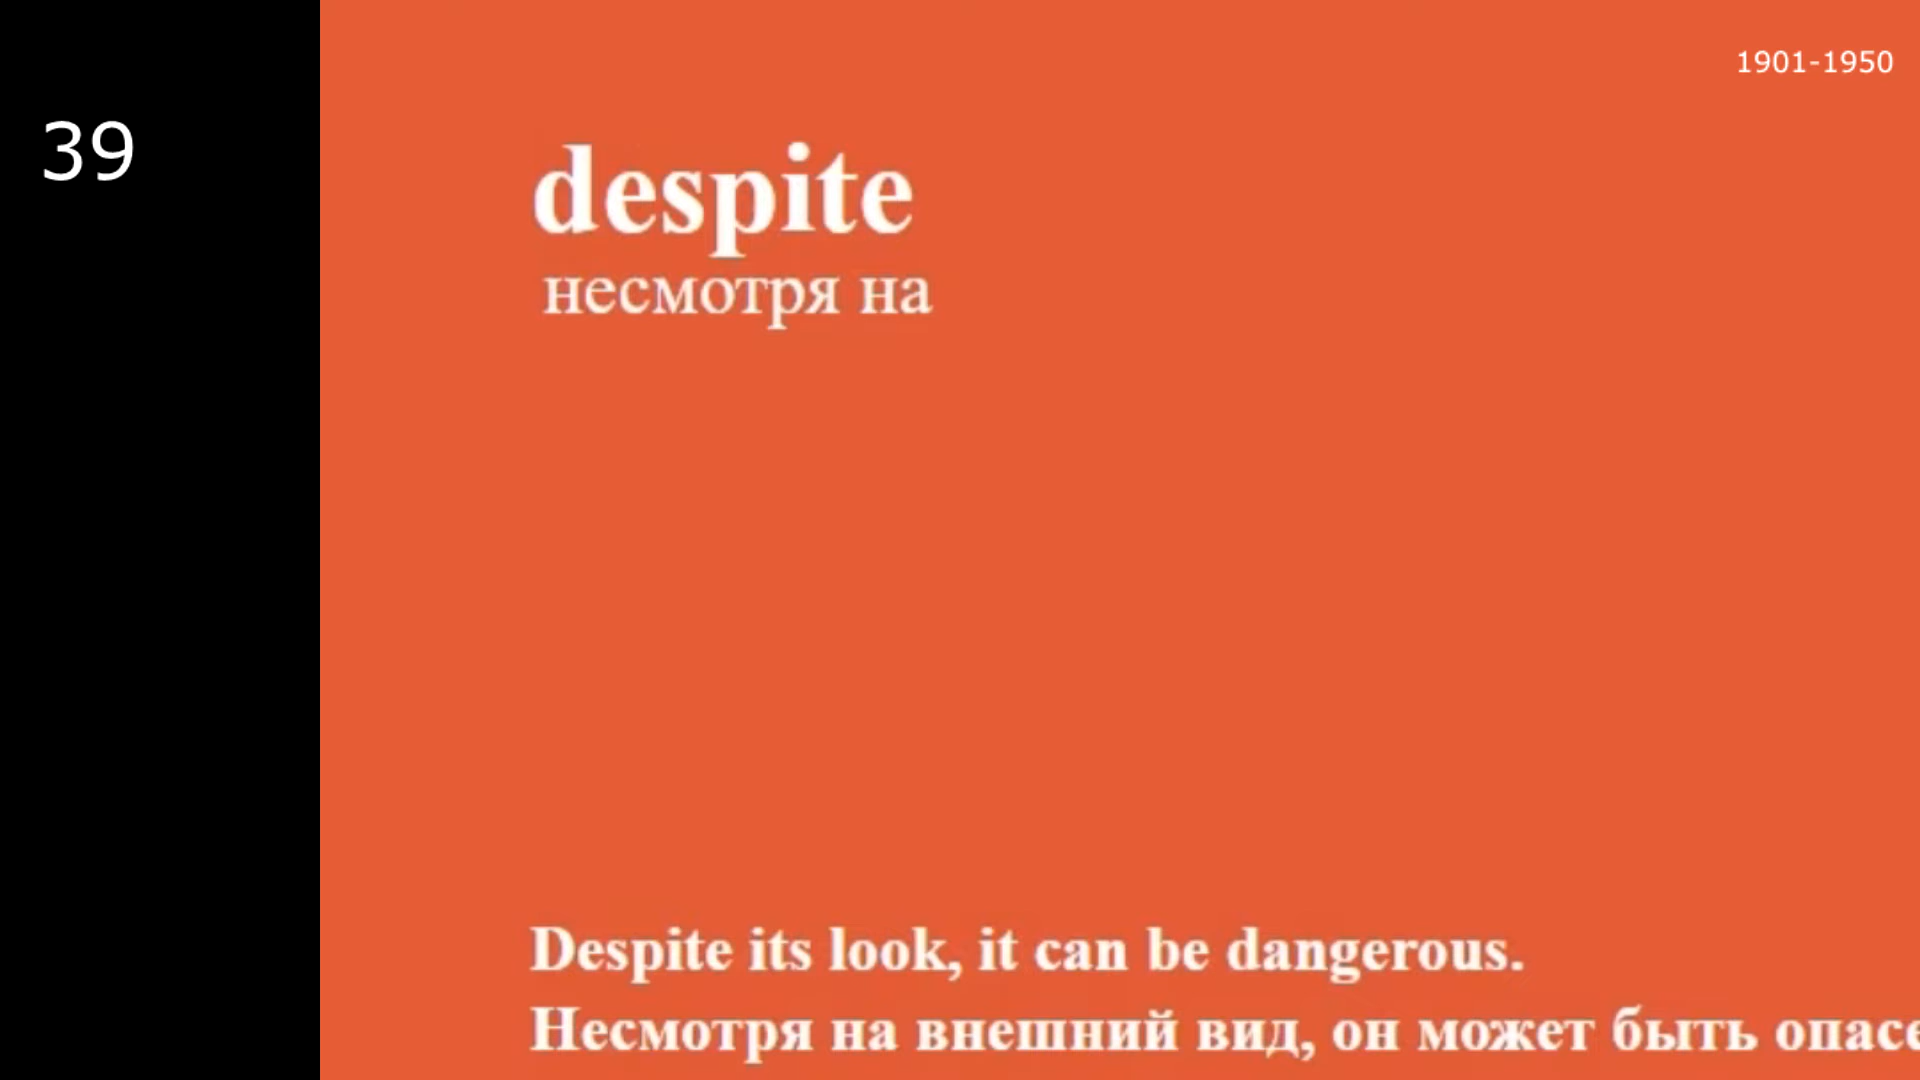 1901-1950
39
despite
несмотря на
Despite its look, it can be dangerous.
Несмотря на внешний вид, он может быть